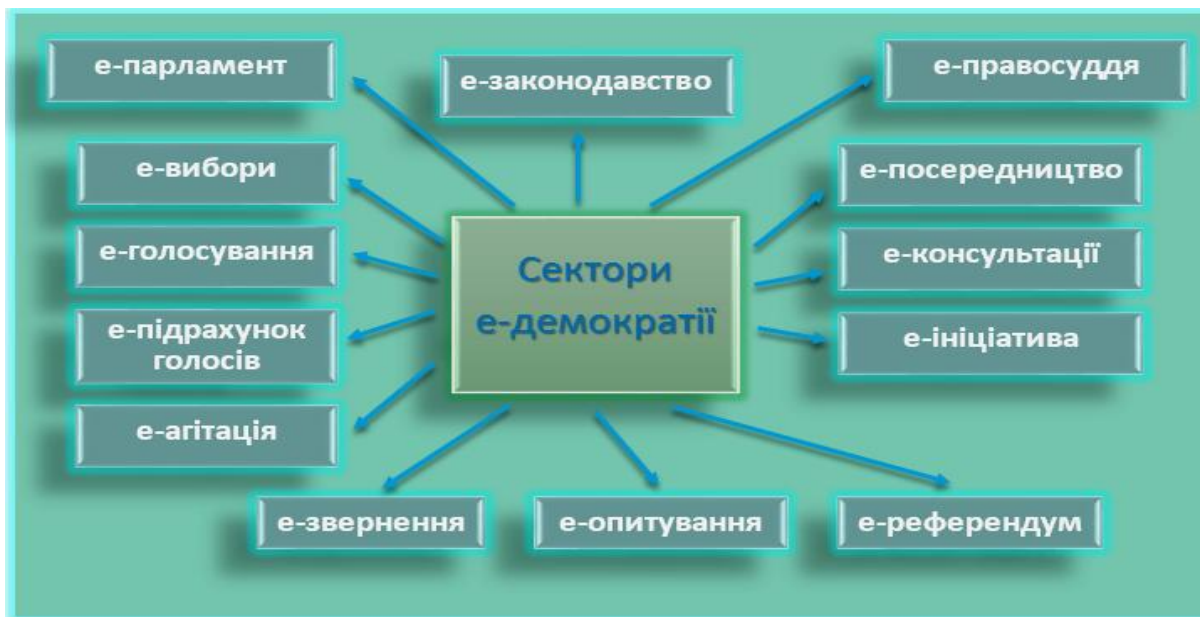 е-парламент
е-законодавство
е-правосуддя
е-вибори
е-посередництво
е-голосування
е-консультації
Сектори
е-демократії
е-підрахунок
голосів
е-ініціатива
е-агітація
е-звернення
е-опитування
е-референдум